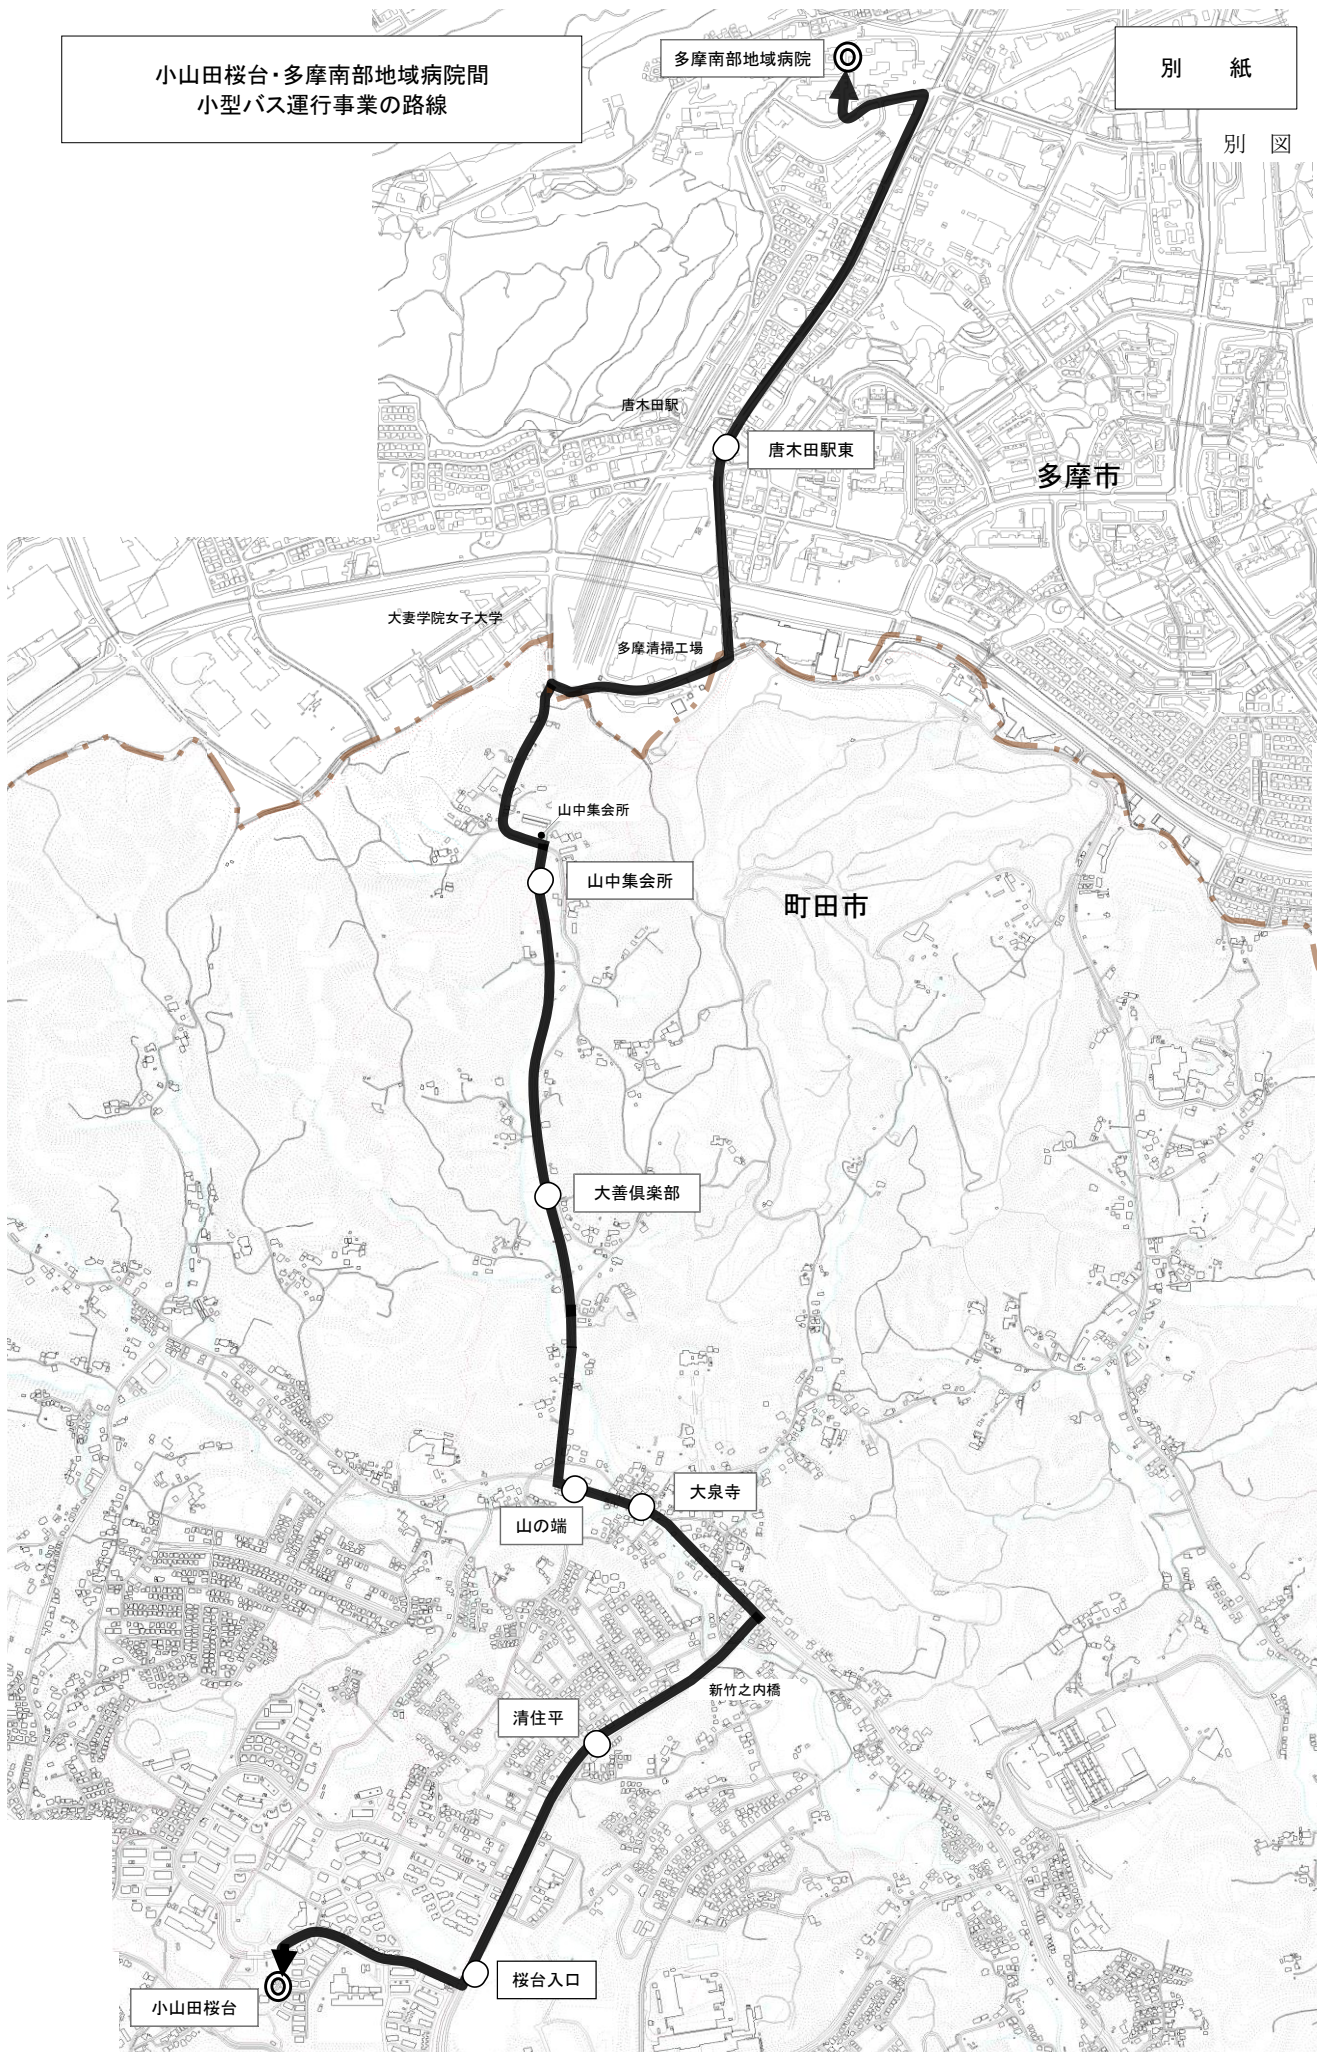 小山田桜台・多摩南部地域病院間
小型バス運行事業の路線
多摩南部地域病院
別　紙
別　図
唐木田駅
唐木田駅東
多摩市
大妻学院女子大学
多摩清掃工場
山中集会所
山中集会所
町田市
大善倶楽部
大泉寺
山の端
新竹之内橋
清住平
桜台入口
小山田桜台